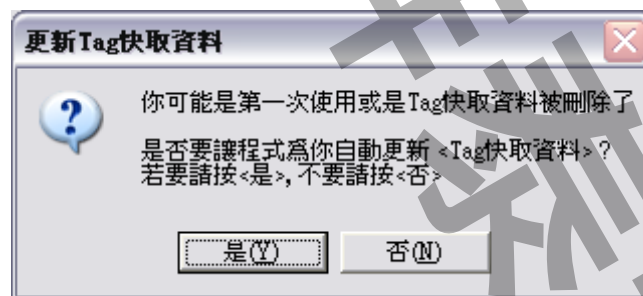 更新Tag快取資料
你可能是第一次使用或是Tag快取資料被刪除了
是否要讓程式為你自動更新 <Tag快取資料> ?
若要請按<是>, 不要請按<否>
是(Y)
否(N)